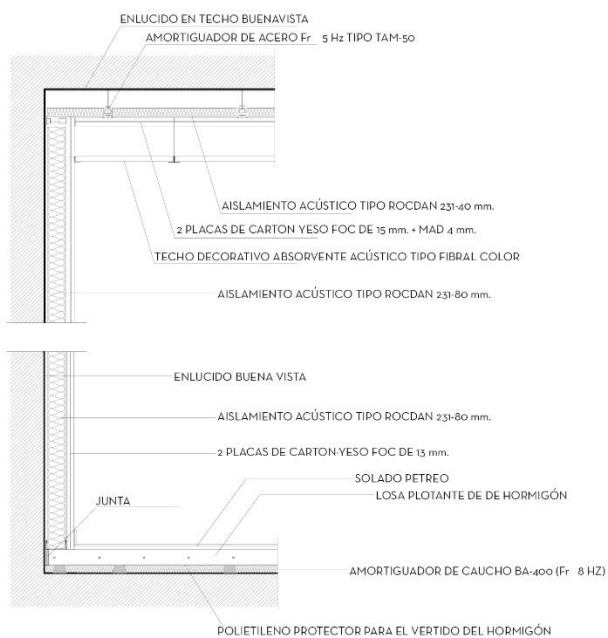 ENLUCIDO EN TECHO BUENAVISTA
AMORTIGUADOR DE ACERO Fr 5 Hz TIPO TAM-50
AISLAMIENTO ACÚSTICO TIPO ROCDAN 231-40 mm.
2 PLACAS DE CARTON YESO FOC DE 15 mm. + MAD 4 mm.
TECHO DECORATIVO ABSORVENTE ACÚSTICO TIPO FIBRAL COLOR
AISLAMIENTO ACÚSTICO TIPO ROCDAN 231-80 mm.
ENLUCIDO BUENA VISTA
AISLAMIENTO ACÚSTICO TIPO ROCDAN 231-80 mm.
2 PLACAS DE CARTON-YESO FOC DE 13 mm.
SOLADO PETREO
LOSA PLOTANTE DE DE HORMIGÓN
JUNTA
AMORTIGUADOR DE CAUCHO BA-400 (Fr 8 HZ)
POLIETILENO PROTECTOR PARA EL VERTIDO DEL HORMIGÓN